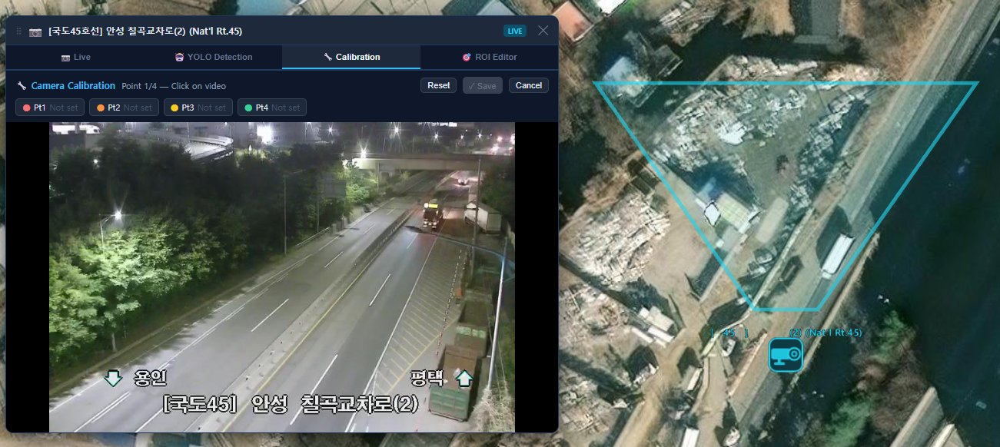 [국도45호선] 안성 칠곡교차로(2) (Nat'l Rt.45)
LIVE
Live
YOLO Detection
Calibration
ROI Editor
Camera Calibration
Point 1/4 — Click on video
Reset
✓ Save
Cancel
Pt1 Not set
Pt2 Not set
Pt3 Not set
Pt4 Not set
용인
평택
[국도45] 안성 칠곡교차로(2)
[ 45 ] (2) (Nat'l Rt.45)